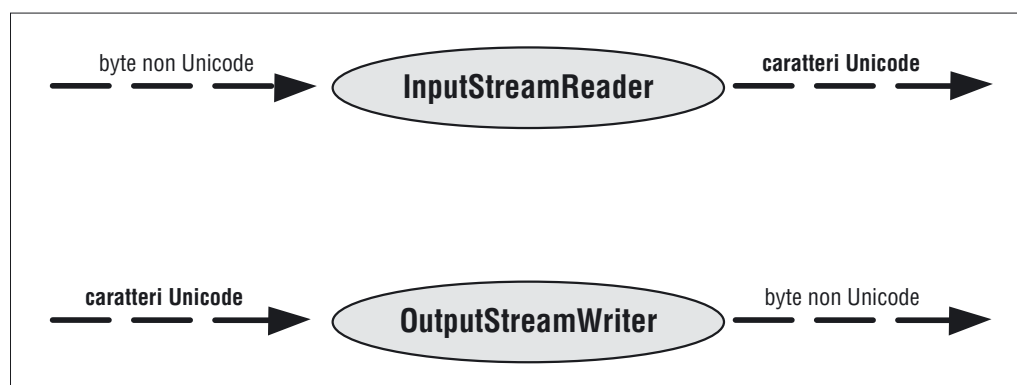 byte non Unicode
InputStreamReader
caratteri Unicode
caratteri Unicode
OutputStreamWriter
byte non Unicode